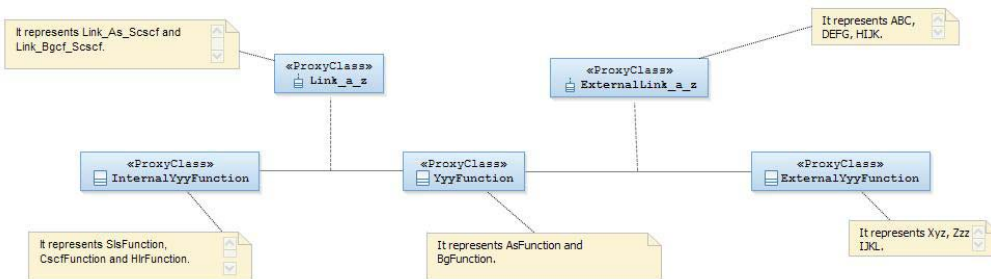 It represents Link_As_Scscf and
Link_Bgcf_Scscf.
It represents ABC,
DEFG, HIJK.
«ProxyClass»
Link_a_z
«ProxyClass»
ExternalLink_a_z
«ProxyClass»
InternalYyyFunction
«ProxyClass»
YyyFunction
«ProxyClass»
ExternalYyyFunction
It represents SlsFunction,
CscfFunction and HlrFunction.
It represents AsFunction and
BgFunction.
It represents Xyz, Zzz
IJKL.